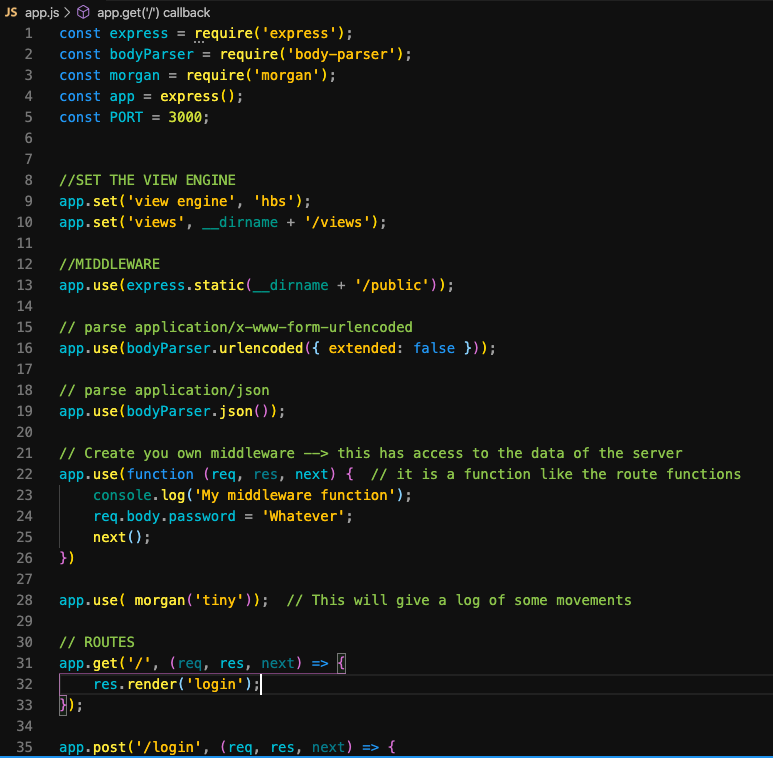 JS app.js > app.get('/') callback
1 const express = require('express');
2 const bodyParser = require('body-parser');
3 const morgan = require('morgan');
4 const app = express();
5 const PORT = 3000;
6
7
8 //SET THE VIEW ENGINE
9 app.set('view engine', 'hbs');
10 app.set('views', __dirname + '/views');
11
12 //MIDDLEWARE
13 app.use(express.static(__dirname + '/public'));
14
15 // parse application/x-www-form-urlencoded
16 app.use(bodyParser.urlencoded({ extended: false }));
17
18 // parse application/json
19 app.use(bodyParser.json());
20
21 // Create you own middleware --> this has access to the data of the server
22 app.use(function (req, res, next) {  // it is a function like the route functions
23     console.log('My middleware function');
24     req.body.password = 'Whatever';
25     next();
26 })
27
28 app.use( morgan('tiny'));  // This will give a log of some movements
29
30 // ROUTES
31 app.get('/', (req, res, next) => {
32     res.render('login');
33 });
34
35 app.post('/login', (req, res, next) => {